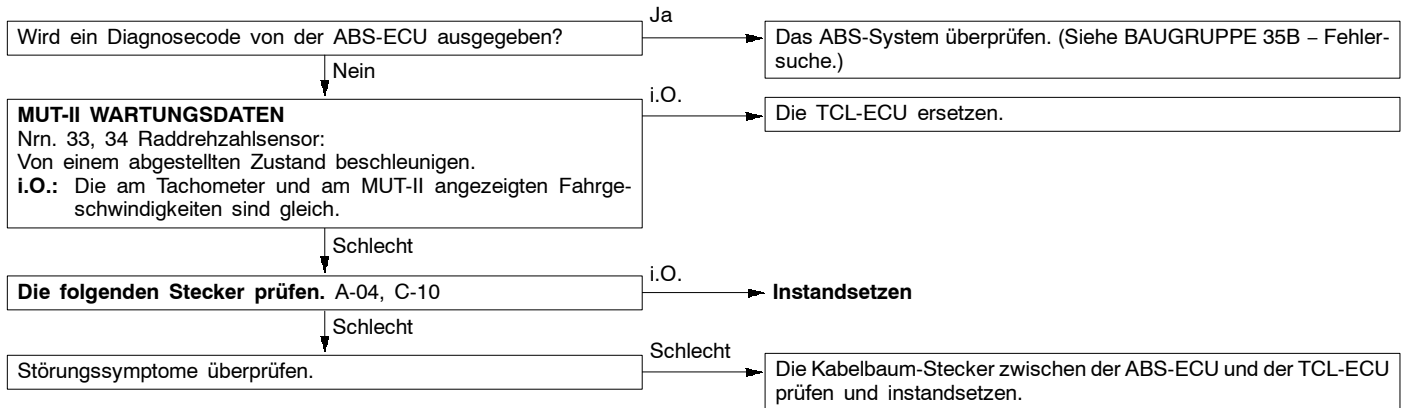 Ja
Wird ein Diagnosecode von der ABS-ECU ausgegeben?
Das ABS-System überprüfen. (Siehe BAUGRUPPE 35B – Fehler-
suche.)
Nein
i.O.
MUT-II WARTUNGSDATEN
Nrn. 33, 34 Raddrehzahlsensor:
Von einem abgestellten Zustand beschleunigen.
i.O.: Die am Tachometer und am MUT-II angezeigten Fahrge-
schwindigkeiten sind gleich.
Die TCL-ECU ersetzen.
Schlecht
i.O.
Die folgenden Stecker prüfen. A-04, C-10
Instandsetzen
Schlecht
Schlecht
Störungssymptome überprüfen.
Die Kabelbaum-Stecker zwischen der ABS-ECU und der TCL-ECU
prüfen und instandsetzen.